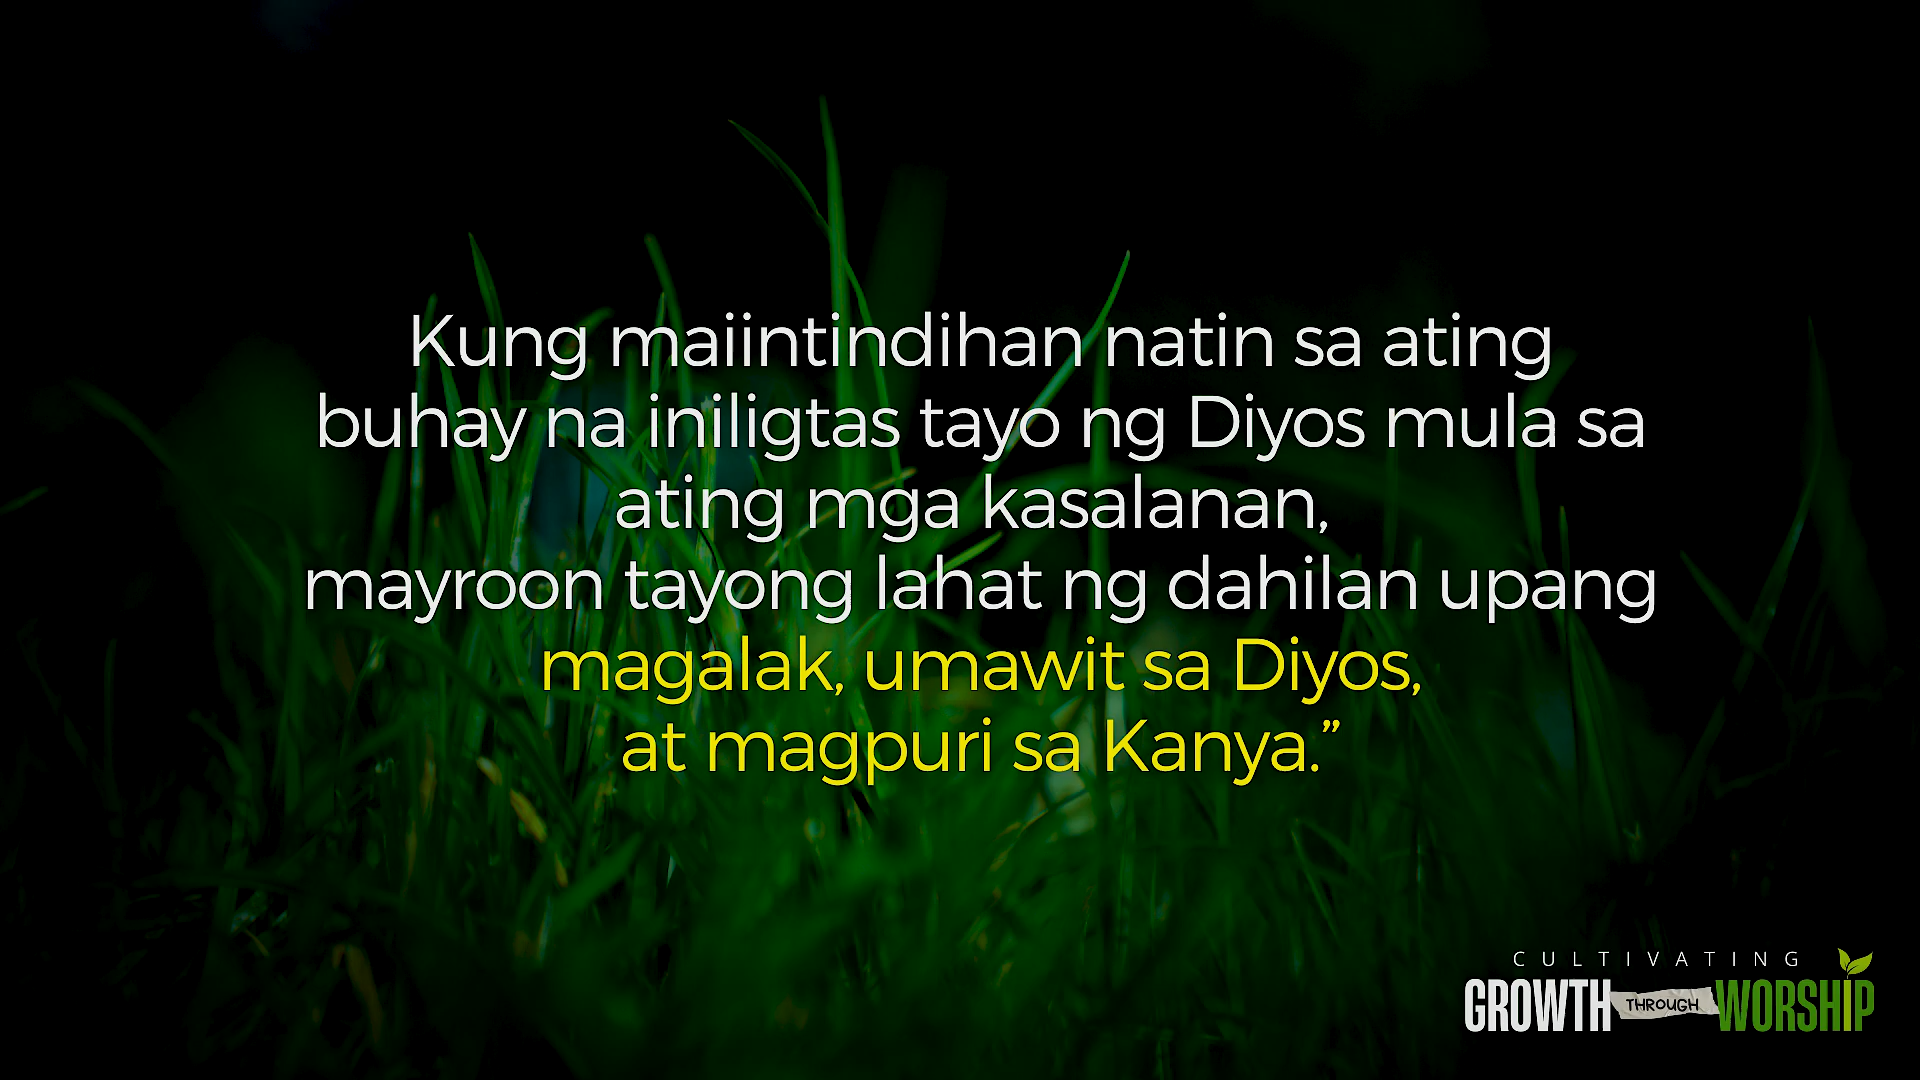 Kung maiintindihan natin sa ating
buhay na iniligtas tayo ng Diyos mula sa
ating mga kasalanan,
mayroon tayong lahat ng dahilan upang
magalak, umawit sa Diyos,
at magpuri sa Kanya.”
CULTIVATING
GROWTH THROUGH WORSHIP